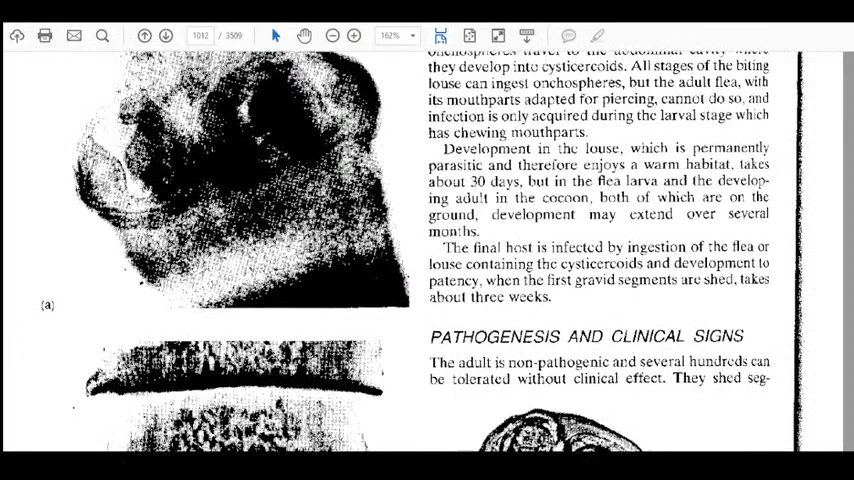 1012 / 3509
162%
onchospheres travel to the abdominal cavity where
they develop into cysticercoids. All stages of the biting
louse can ingest onchospheres, but the adult flea, with
its mouthparts adapted for piercing, cannot do so, and
infection is only acquired during the larval stage which
has chewing mouthparts.
Development in the louse, which is permanently
parasitic and therefore enjoys a warm habitat, takes
about 30 days, but in the flea larva and the develop-
ing adult in the cocoon, both of which are on the
ground, development may extend over several
months.
The final host is infected by ingestion of the flea or
louse containing the cysticercoids and development to
patency, when the first gravid segments are shed, takes
about three weeks.
(a)
PATHOGENESIS AND CLINICAL SIGNS
The adult is non-pathogenic and several hundreds can
be tolerated without clinical effect. They shed seg-